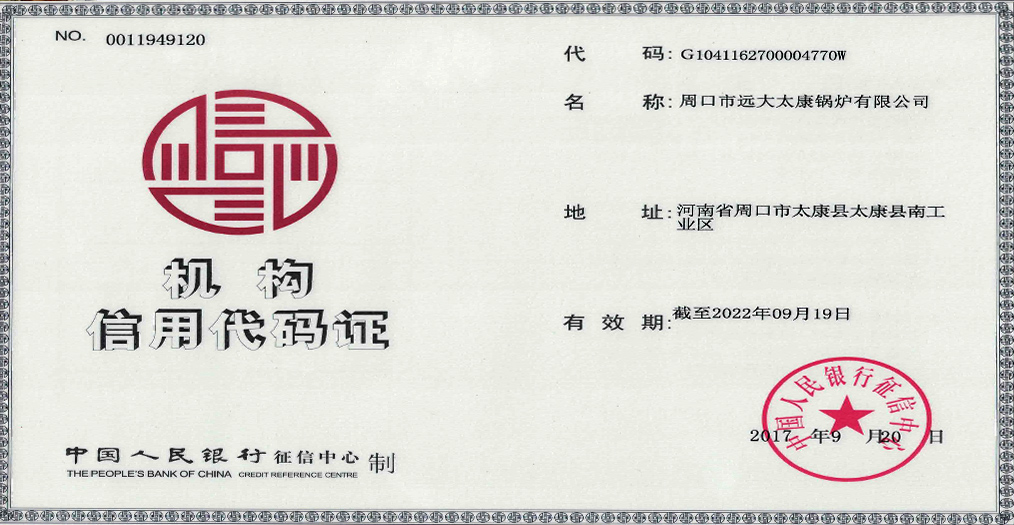 NO. 0011949120
机 构
信用代码证
中国人民银行征信中心 制
THE PEOPLE'S BANK OF CHINA CREDIT REFERENCE CENTRE
代 码: G1041162700004770W
名 称: 周口市远大太康锅炉有限公司
地 址: 河南省周口市太康县太康县南工
业区
有 效 期: 截至2022年09月19日
中国人民银行征信中心
2017 年 9 月 20 日